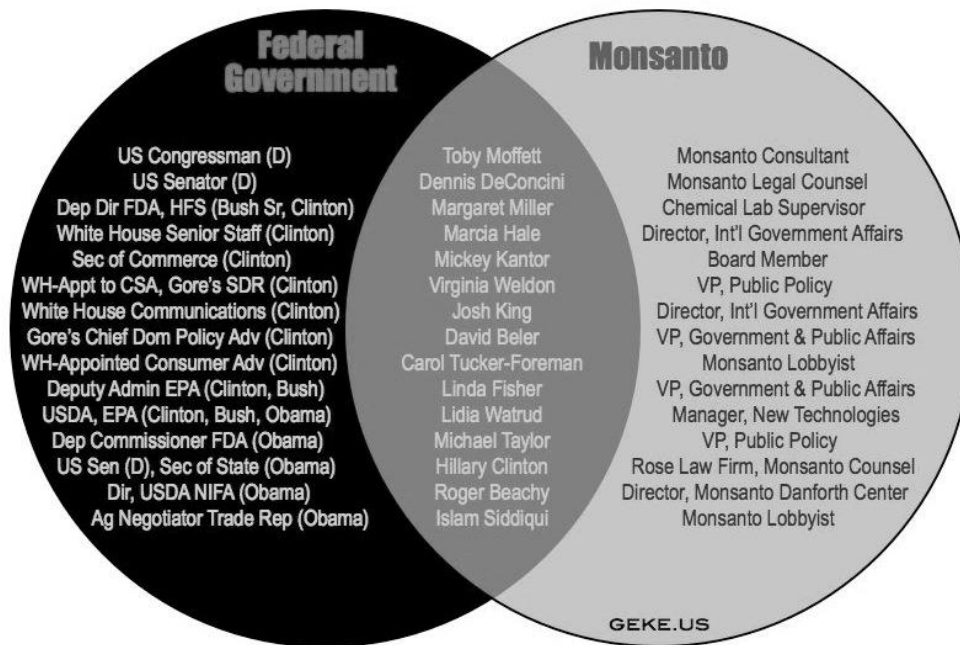 Federal
Government
Monsanto
US Congressman (D) Toby Moffett Monsanto Consultant
US Senator (D) Dennis DeConcini Monsanto Legal Counsel
Dep Dir FDA, HFS (Bush Sr, Clinton) Margaret Miller Chemical Lab Supervisor
White House Senior Staff (Clinton) Marcia Hale Director, Int'l Government Affairs
Sec of Commerce (Clinton) Mickey Kantor Board Member
WH-Appt to CSA, Gore's SDR (Clinton) Virginia Weldon VP, Public Policy
White House Communications (Clinton) Josh King Director, Int'l Government Affairs
Gore's Chief Dom Policy Adv (Clinton) David Beler VP, Government & Public Affairs
WH-Appointed Consumer Adv (Clinton) Carol Tucker-Foreman Monsanto Lobbyist
Deputy Admin EPA (Clinton, Bush) Linda Fisher VP, Government & Public Affairs
USDA, EPA (Clinton, Bush, Obama) Lidia Watrud Manager, New Technologies
Dep Commissioner FDA (Obama) Michael Taylor VP, Public Policy
US Sen (D), Sec of State (Obama) Hillary Clinton Rose Law Firm, Monsanto Counsel
Dir, USDA NIFA (Obama) Roger Beachy Director, Monsanto Danforth Center
Ag Negotiator Trade Rep (Obama) Islam Siddiqui Monsanto Lobbyist
GEKE.US